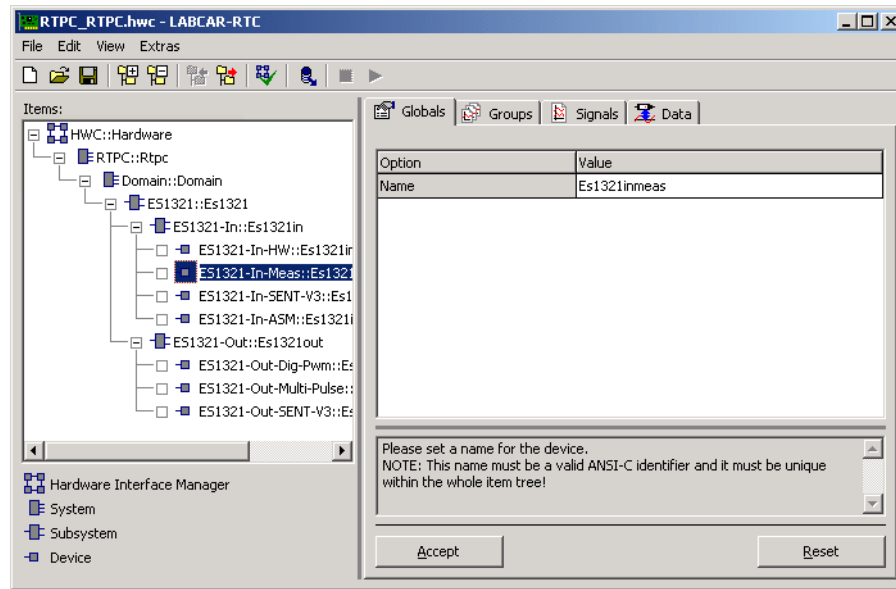 RTPC_RTPC.hwc - LABCAR-RTC
File Edit View Extras
Items:
HWC::Hardware
RTPC::Rtpc
Domain::Domain
ES1321::Es1321
ES1321-In::Es1321in
ES1321-In-HW::Es1321in
ES1321-In-Meas::Es1321
ES1321-In-SENT-V3::Es1
ES1321-In-ASM::Es1321i
ES1321-Out::Es1321out
ES1321-Out-Dig-Pwm::Es
ES1321-Out-Multi-Pulse::
ES1321-Out-SENT-V3::Es
Hardware Interface Manager
System
Subsystem
Device
Globals Groups Signals Data
Option Value
Name Es1321inmeas
Please set a name for the device.
NOTE: This name must be a valid ANSI-C identifier and it must be unique
within the whole item tree!
Accept Reset